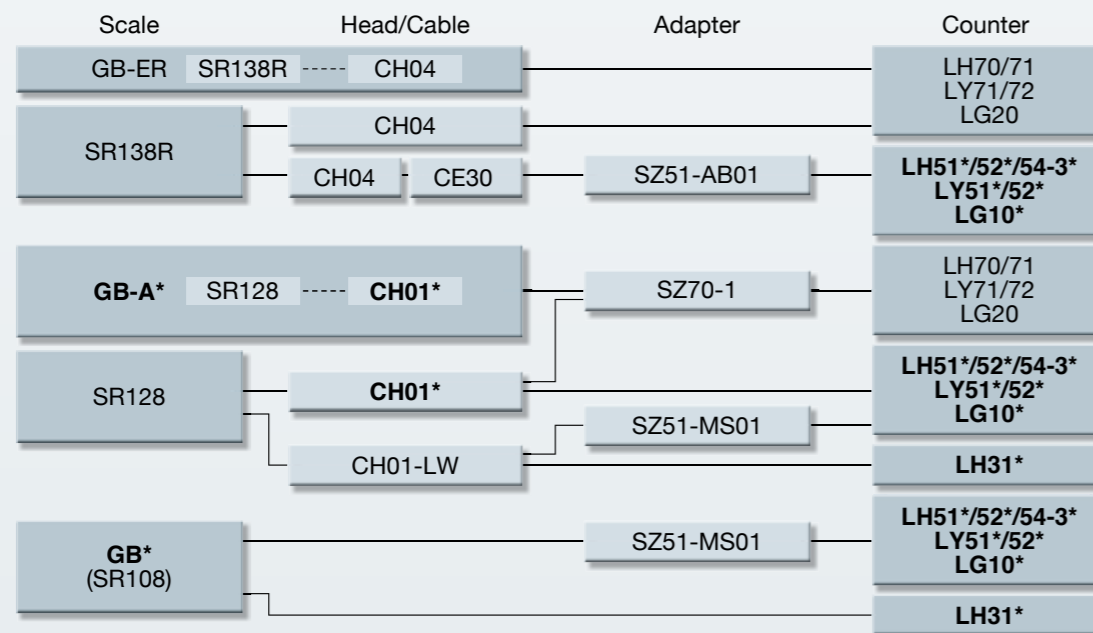 Scale Head/Cable Adapter Counter
GB-ER SR138R CH04
LH70/71
LY71/72
LG20
SR138R
CH04
CH04 CE30 SZ51-AB01
LH51*/52*/54-3*
LY51*/52*
LG10*
GB-A* SR128 CH01* SZ70-1
LH70/71
LY71/72
LG20
SR128
CH01*
LH51*/52*/54-3*
LY51*/52*
LG10*
SZ51-MS01
CH01-LW
LH31*
GB*
(SR108)
SZ51-MS01
LH51*/52*/54-3*
LY51*/52*
LG10*
LH31*